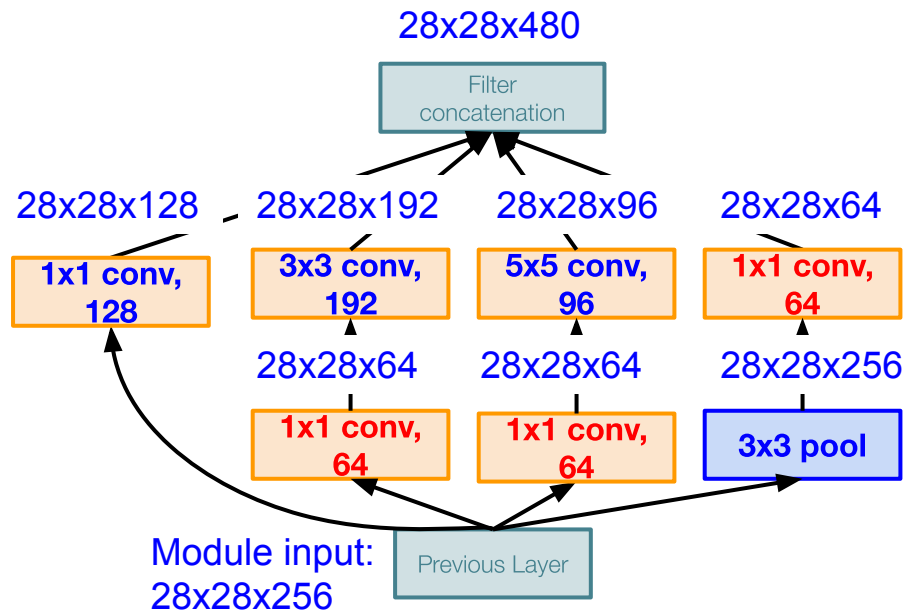 28x28x480
Filter
concatenation
28x28x128
28x28x192
28x28x96
28x28x64
1x1 conv,
128
3x3 conv,
192
5x5 conv,
96
1x1 conv,
64
28x28x64
28x28x64
28x28x256
1x1 conv,
64
1x1 conv,
64
3x3 pool
Module input:
28x28x256
Previous Layer